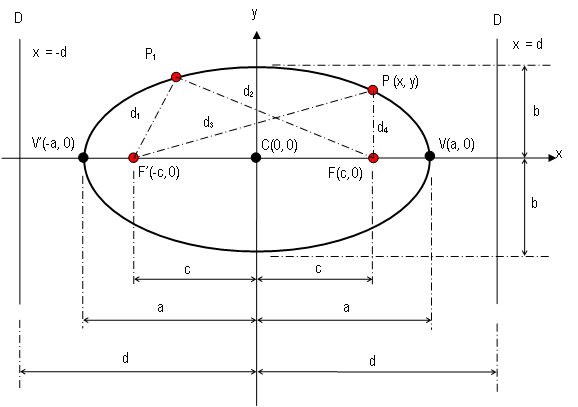 D
y
D
x = -d
P1
P (x, y)
x = d
d1
d2
b
d3
d4
V'(-a, 0)
C(0, 0)
V(a, 0)
x
F'(-c, 0)
F(c, 0)
b
c
c
a
a
d
d